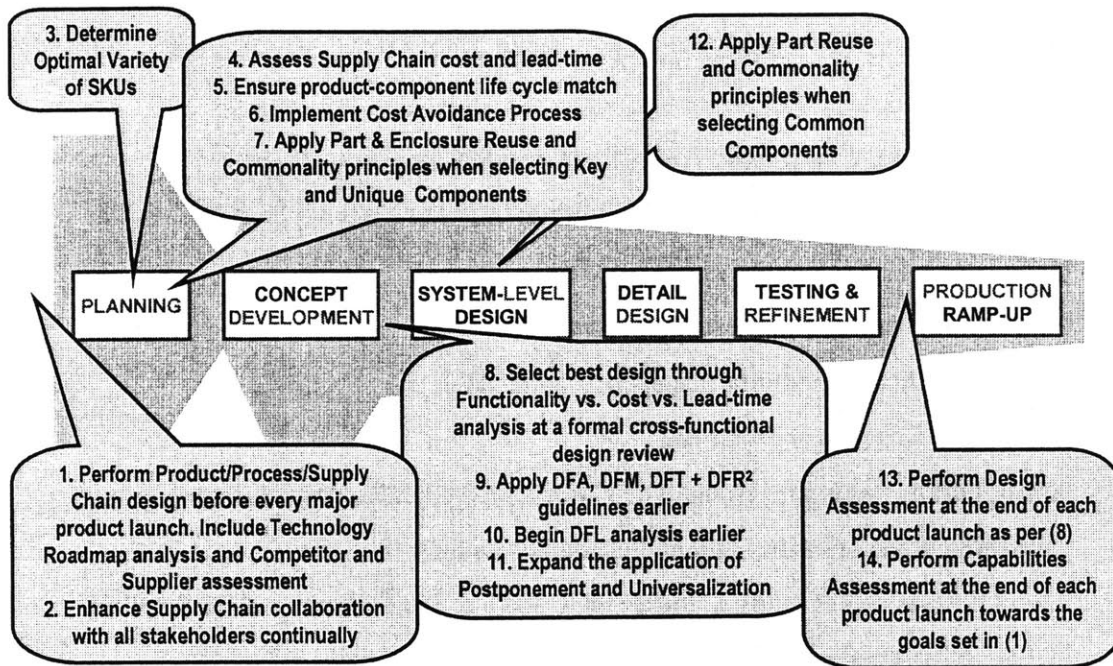 3. Determine
Optimal Variety
of SKUs
4. Assess Supply Chain cost and lead-time
5. Ensure product-component life cycle match
6. Implement Cost Avoidance Process
7. Apply Part & Enclosure Reuse and
Commonality principles when selecting Key
and Unique Components
12. Apply Part Reuse
and Commonality
principles when
selecting Common
Components
PLANNING
CONCEPT
DEVELOPMENT
SYSTEM-LEVEL
DESIGN
DETAIL
DESIGN
TESTING &
REFINEMENT
PRODUCTION
RAMP-UP
1. Perform Product/Process/Supply
Chain design before every major
product launch. Include Technology
Roadmap analysis and Competitor and
Supplier assessment
2. Enhance Supply Chain collaboration
with all stakeholders continually
8. Select best design through
Functionality vs. Cost vs. Lead-time
analysis at a formal cross-functional
design review
9. Apply DFA, DFM, DFT + DFR²
guidelines earlier
10. Begin DFL analysis earlier
11. Expand the application of
Postponement and Universalization
13. Perform Design
Assessment at the end of each
product launch as per (8)
14. Perform Capabilities
Assessment at the end of each
product launch towards the
goals set in (1)